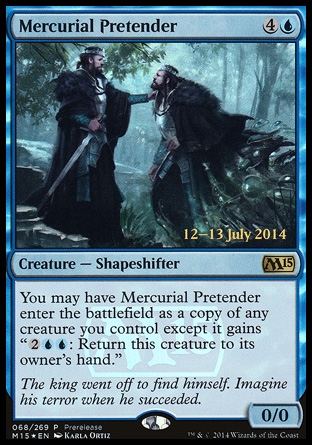 Mercurial Pretender 4
12–13 July 2014
Creature — Shapeshifter M15
You may have Mercurial Pretender
enter the battlefield as a copy of any
creature you control except it gains
“2: Return this creature to its
owner’s hand.”
The king went off to find himself. Imagine
his terror when he succeeded.
0/0
068/269 P Prerelease
M15★EN Karla Ortiz ™ & © 2014 Wizards of the Coast